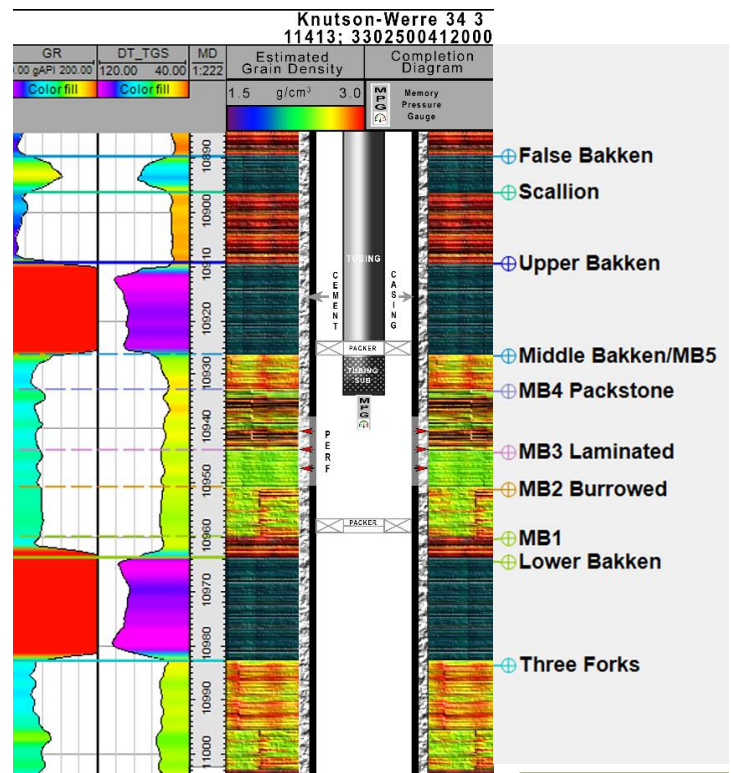 Knutson-Werre 34 3
11413; 3302500412000
GR DT_TGS MD Estimated Grain Density Completion Diagram
.00 gAPI 200.00 120.00 40.00 1:222 1.5 g/cm³ 3.0 MPG Memory Pressure Gauge
Color fill Color fill
10890
False Bakken
Scallion
10900
10910
Upper Bakken
TUBING
CEMENT
CASING
10920
PACKER
Middle Bakken/MB5
10930
TUBING SUB
MB4 Packstone
MPG
10940
PERF
MB3 Laminated
10950
MB2 Burrowed
PACKER
10960
MB1
Lower Bakken
10970
10980
Three Forks
10990
11000